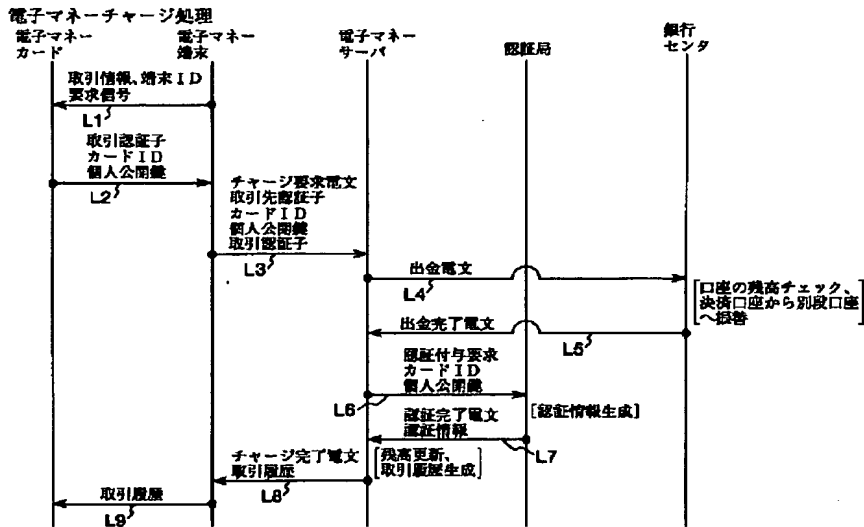 電子マネーチャージ処理
電子マネー
カード
電子マネー
端末
電子マネー
サーバ
認証局
銀行
センタ
取引情報、端末ID
要求信号
L1
取引認証子
カードID
個人公開鍵
L2
チャージ要求電文
取引先認証子
カードID
個人公開鍵
取引認証子
L3
出金電文
L4
[口座の残高チェック、
決済口座から別段口座
へ振替]
出金完了電文
L5
認証付与要求
カードID
個人公開鍵
L6
[認証情報生成]
認証完了電文
認証情報
L7
チャージ完了電文
取引履歴
L8
[残高更新、
取引履歴生成]
取引履歴
L9